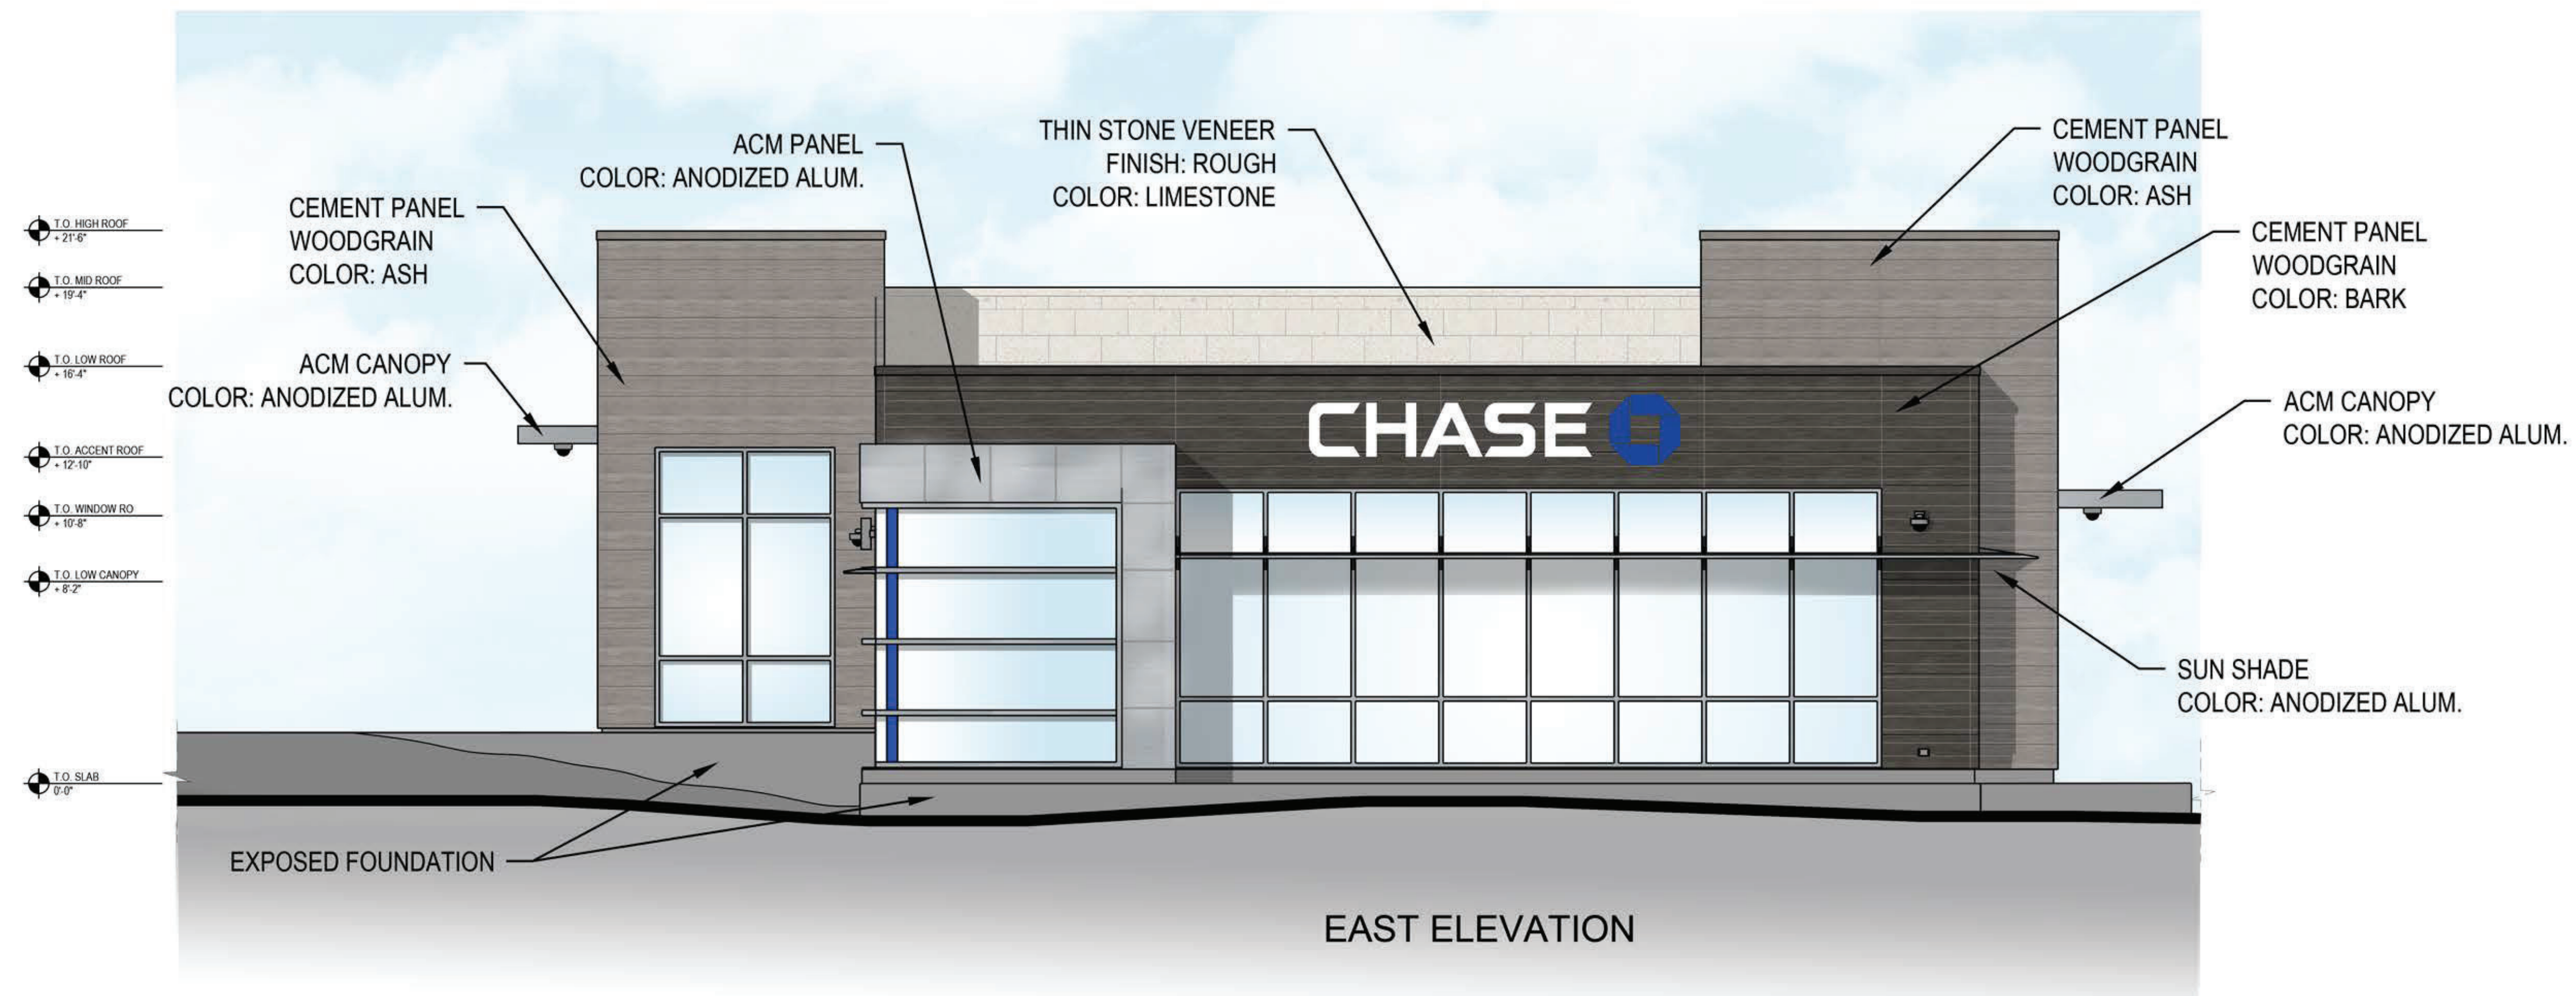 T.O. HIGH ROOF
+ 21'-6"
T.O. MID ROOF
+ 19'-4"
T.O. LOW ROOF
+ 16'-4"
T.O. ACCENT ROOF
+ 12'-10"
T.O. WINDOW RO
+ 10'-8"
T.O. LOW CANOPY
+ 8'-2"
T.O. SLAB
0'-0"
CEMENT PANEL
WOODGRAIN
COLOR: ASH
ACM CANOPY
COLOR: ANODIZED ALUM.
ACM PANEL
COLOR: ANODIZED ALUM.
THIN STONE VENEER
FINISH: ROUGH
COLOR: LIMESTONE
CEMENT PANEL
WOODGRAIN
COLOR: ASH
CEMENT PANEL
WOODGRAIN
COLOR: BARK
ACM CANOPY
COLOR: ANODIZED ALUM.
CHASE
SUN SHADE
COLOR: ANODIZED ALUM.
EXPOSED FOUNDATION
EAST ELEVATION